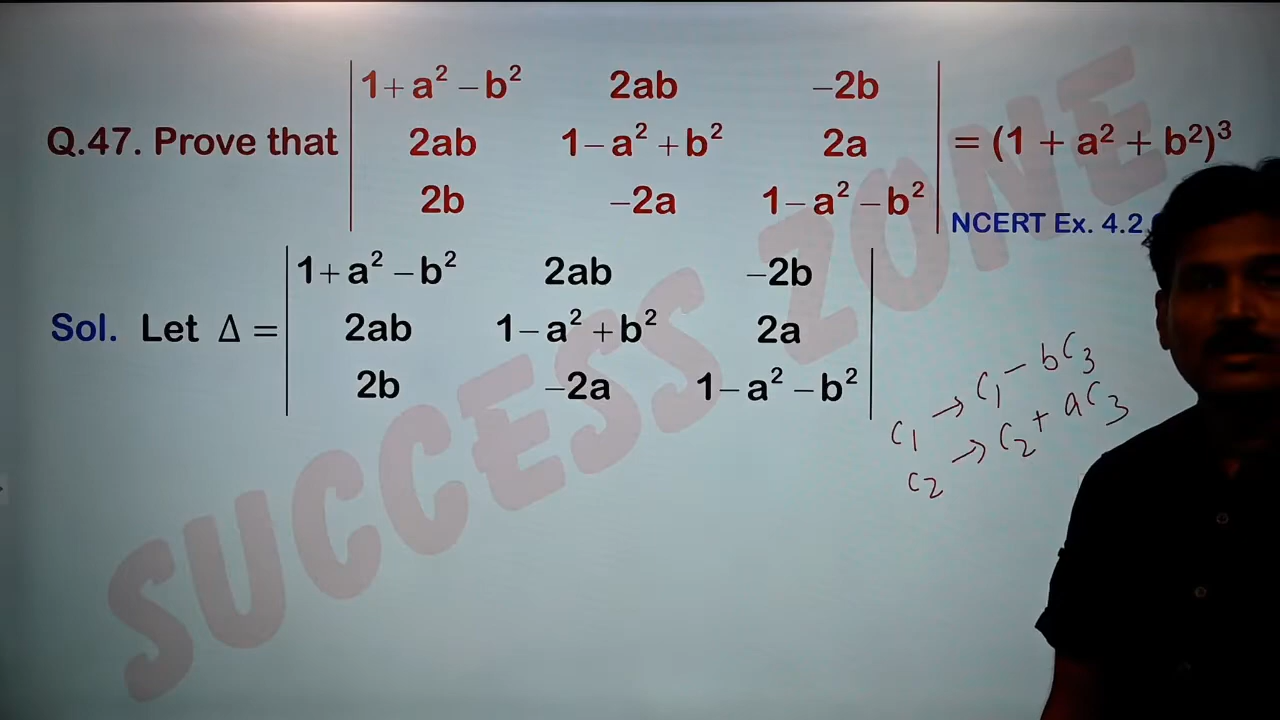 1+a² −b² 2ab −2b
Q.47. Prove that 2ab 1−a² +b² 2a = (1 + a² + b²)³
2b −2a 1−a² −b²
NCERT Ex. 4.2
1+a² −b² 2ab −2b
Sol. Let Δ = 2ab 1−a² +b² 2a
2b −2a 1−a² −b²
C₁ → C₁ − bC₃
C₂ → C₂ + aC₃
SUCCESS ZONE